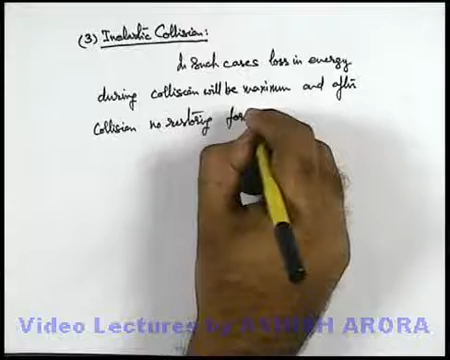 (3) Inelastic Collision:
In such cases loss in energy
during collision will be maximum and after
Collision no restoring for
Video Lectures by ASHISH ARORA